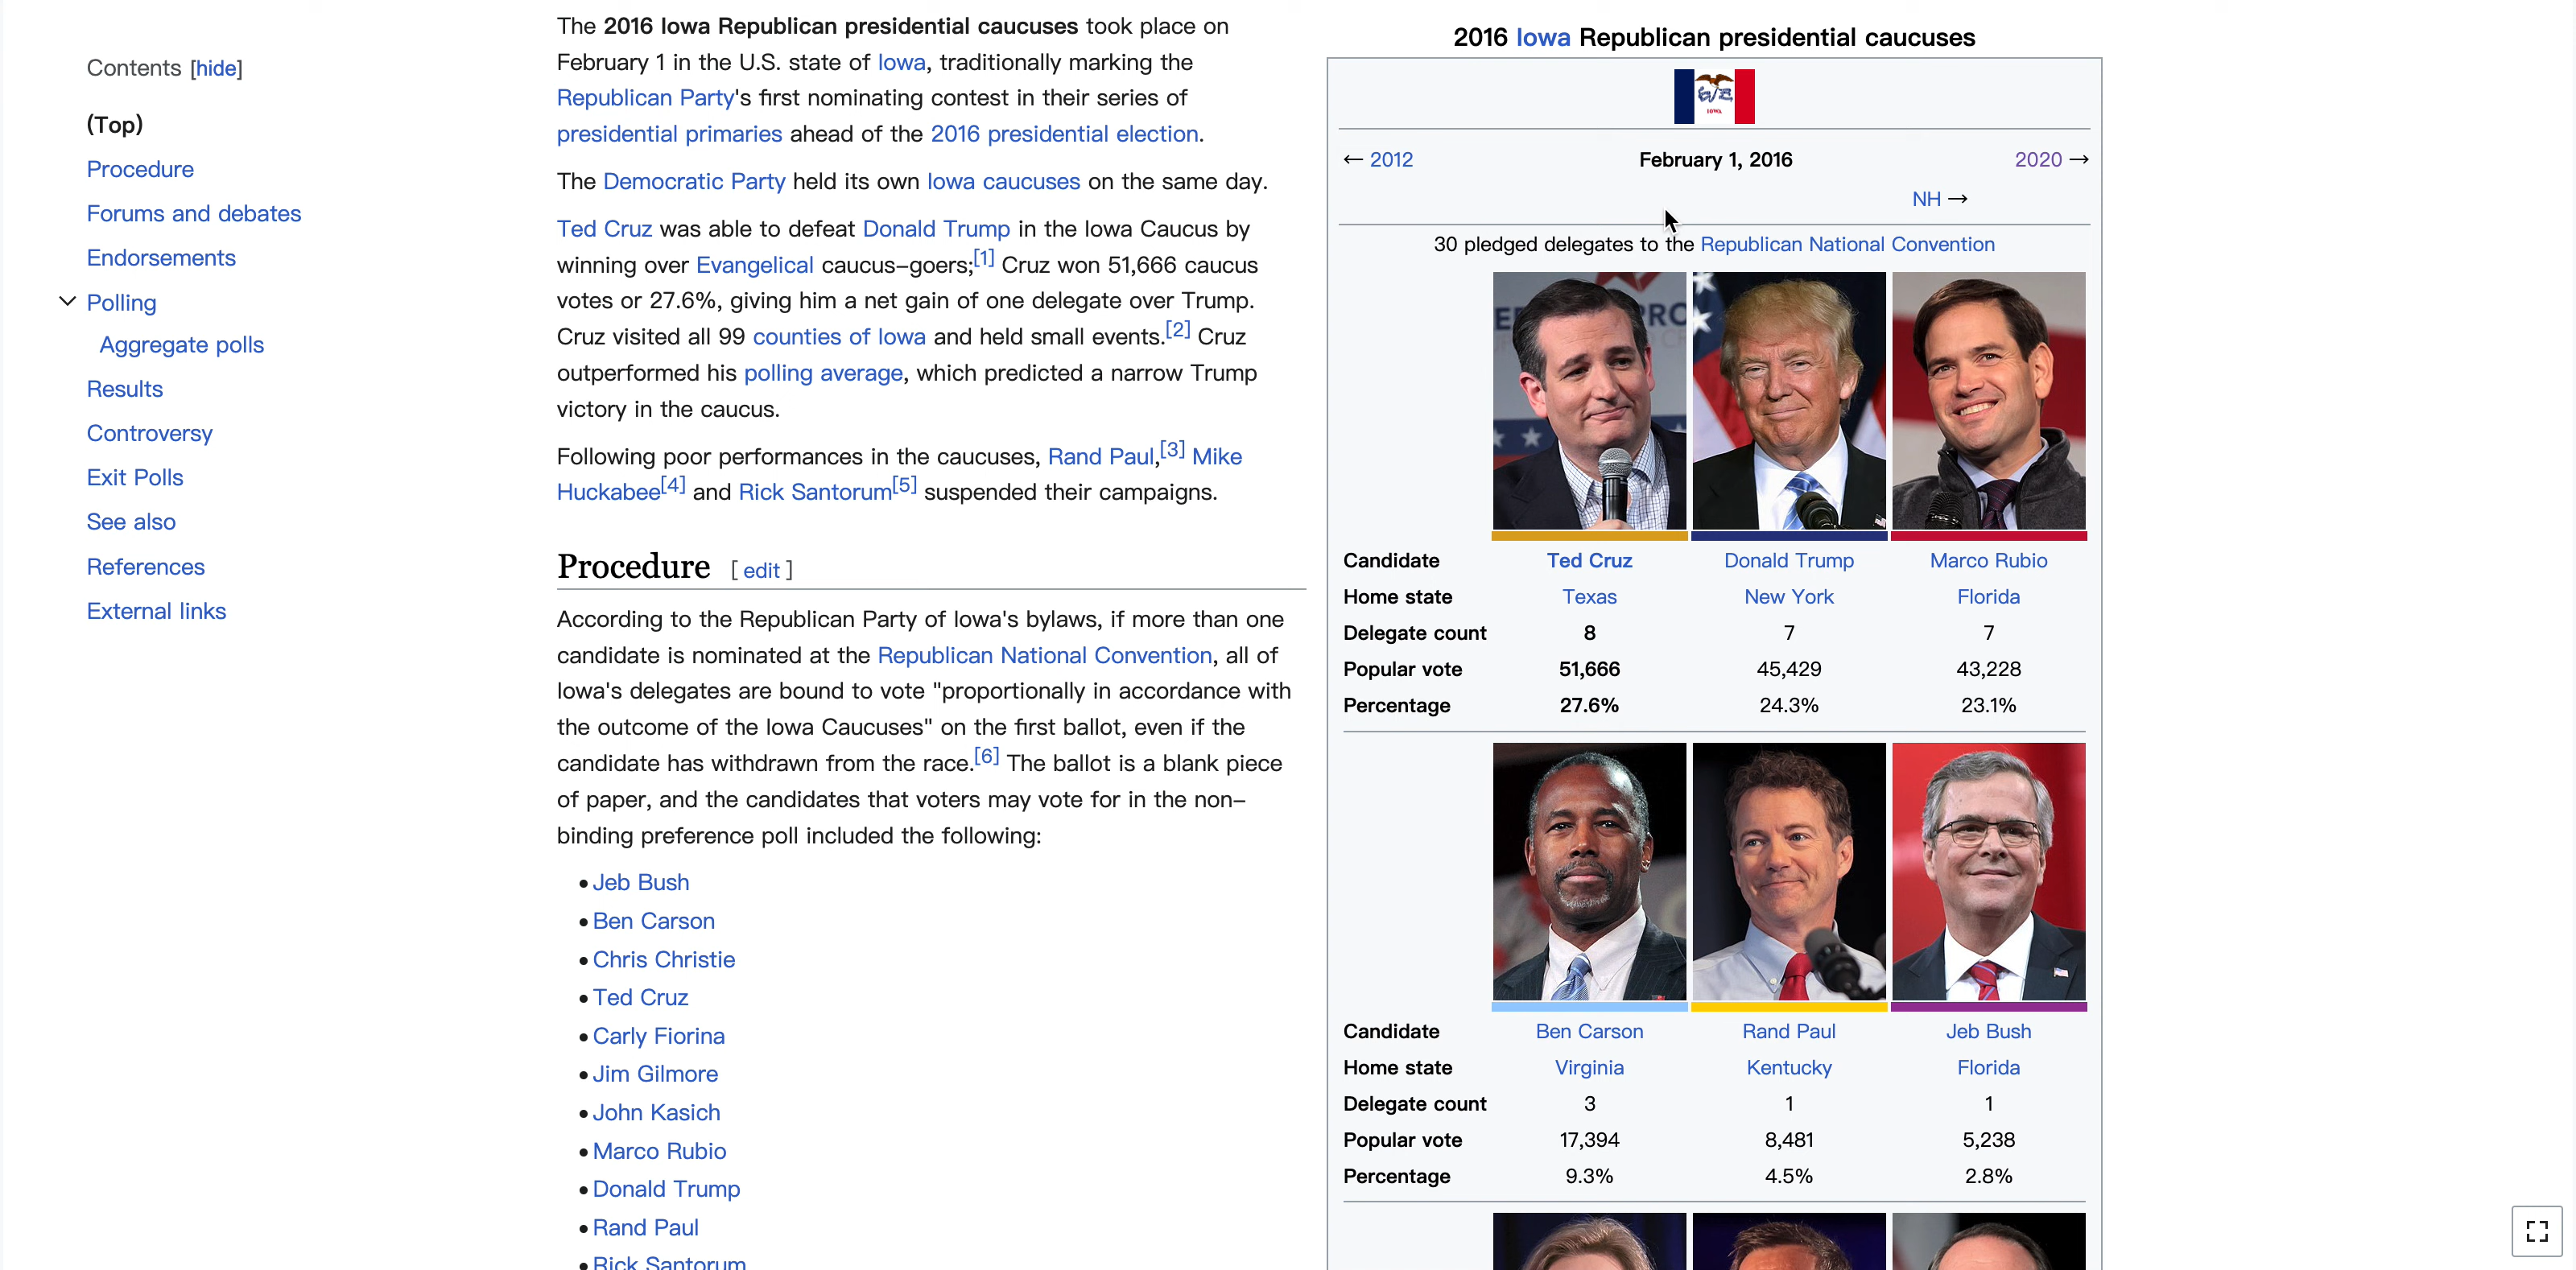 Contents [hide]
(Top)
Procedure
Forums and debates
Endorsements
Polling
Aggregate polls
Results
Controversy
Exit Polls
See also
References
External links
The 2016 Iowa Republican presidential caucuses took place on
February 1 in the U.S. state of Iowa, traditionally marking the
Republican Party's first nominating contest in their series of
presidential primaries ahead of the 2016 presidential election.
The Democratic Party held its own Iowa caucuses on the same day.
Ted Cruz was able to defeat Donald Trump in the Iowa Caucus by
winning over Evangelical caucus-goers;[1] Cruz won 51,666 caucus
votes or 27.6%, giving him a net gain of one delegate over Trump.
Cruz visited all 99 counties of Iowa and held small events.[2] Cruz
outperformed his polling average, which predicted a narrow Trump
victory in the caucus.
Following poor performances in the caucuses, Rand Paul,[3] Mike
Huckabee[4] and Rick Santorum[5] suspended their campaigns.
Procedure [ edit ]
According to the Republican Party of Iowa's bylaws, if more than one
candidate is nominated at the Republican National Convention, all of
Iowa's delegates are bound to vote "proportionally in accordance with
the outcome of the Iowa Caucuses" on the first ballot, even if the
candidate has withdrawn from the race.[6] The ballot is a blank piece
of paper, and the candidates that voters may vote for in the non-
binding preference poll included the following:
• Jeb Bush
• Ben Carson
• Chris Christie
• Ted Cruz
• Carly Fiorina
• Jim Gilmore
• John Kasich
• Marco Rubio
• Donald Trump
• Rand Paul
• Rick Santorum
2016 Iowa Republican presidential caucuses
IOWA
← 2012 February 1, 2016 2020 →
NH →
30 pledged delegates to the Republican National Convention
Candidate Ted Cruz Donald Trump Marco Rubio
Home state Texas New York Florida
Delegate count 8 7 7
Popular vote 51,666 45,429 43,228
Percentage 27.6% 24.3% 23.1%
Candidate Ben Carson Rand Paul Jeb Bush
Home state Virginia Kentucky Florida
Delegate count 3 1 1
Popular vote 17,394 8,481 5,238
Percentage 9.3% 4.5% 2.8%